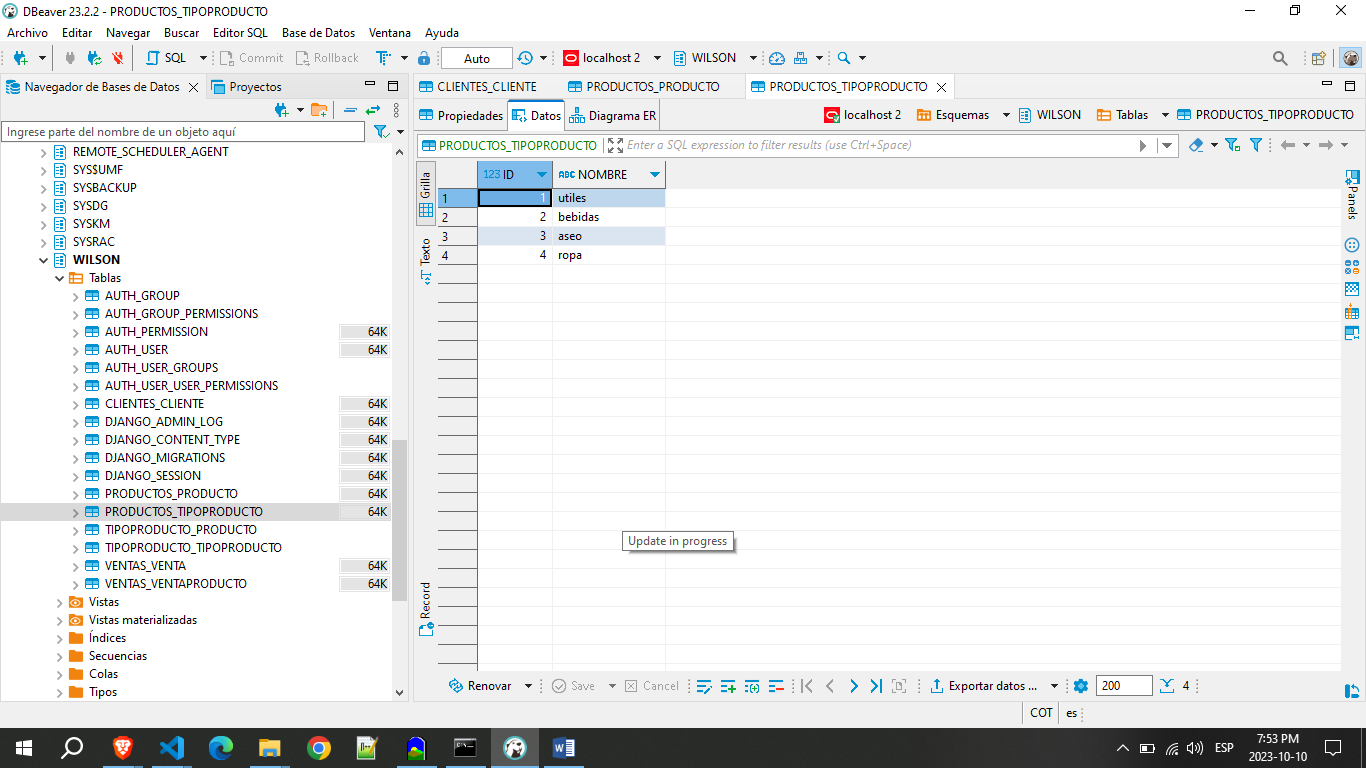 DBeaver 23.2.2 - PRODUCTOS_TIPOPRODUCTO
Archivo Editar Navegar Buscar Editor SQL Base de Datos Ventana Ayuda
SQL Commit Rollback Auto localhost 2 WILSON
Navegador de Bases de Datos Proyectos
Ingrese parte del nombre de un objeto aquí
REMOTE_SCHEDULER_AGENT
SYS$UMF
SYSBACKUP
SYSDG
SYSKM
SYSRAC
WILSON
Tablas
AUTH_GROUP
AUTH_GROUP_PERMISSIONS
AUTH_PERMISSION 64K
AUTH_USER 64K
AUTH_USER_GROUPS
AUTH_USER_USER_PERMISSIONS
CLIENTES_CLIENTE 64K
DJANGO_ADMIN_LOG 64K
DJANGO_CONTENT_TYPE 64K
DJANGO_MIGRATIONS 64K
DJANGO_SESSION 64K
PRODUCTOS_PRODUCTO 64K
PRODUCTOS_TIPOPRODUCTO 64K
TIPOPRODUCTO_PRODUCTO
TIPOPRODUCTO_TIPOPRODUCTO
VENTAS_VENTA 64K
VENTAS_VENTAPRODUCTO 64K
Vistas
Vistas materializadas
Índices
Secuencias
Colas
Tipos
CLIENTES_CLIENTE PRODUCTOS_PRODUCTO PRODUCTOS_TIPOPRODUCTO
Propiedades Datos Diagrama ER localhost 2 Esquemas WILSON Tablas PRODUCTOS_TIPOPRODUCTO
PRODUCTOS_TIPOPRODUCTO Enter a SQL expression to filter results (use Ctrl+Space)
Grilla
Texto
Record
123 ID ABC NOMBRE
1 1 utiles
2 2 bebidas
3 3 aseo
4 4 ropa
Update in progress
Panels
Renovar Save Cancel Exportar datos ... 200 4
COT es
ESP
7:53 PM
2023-10-10